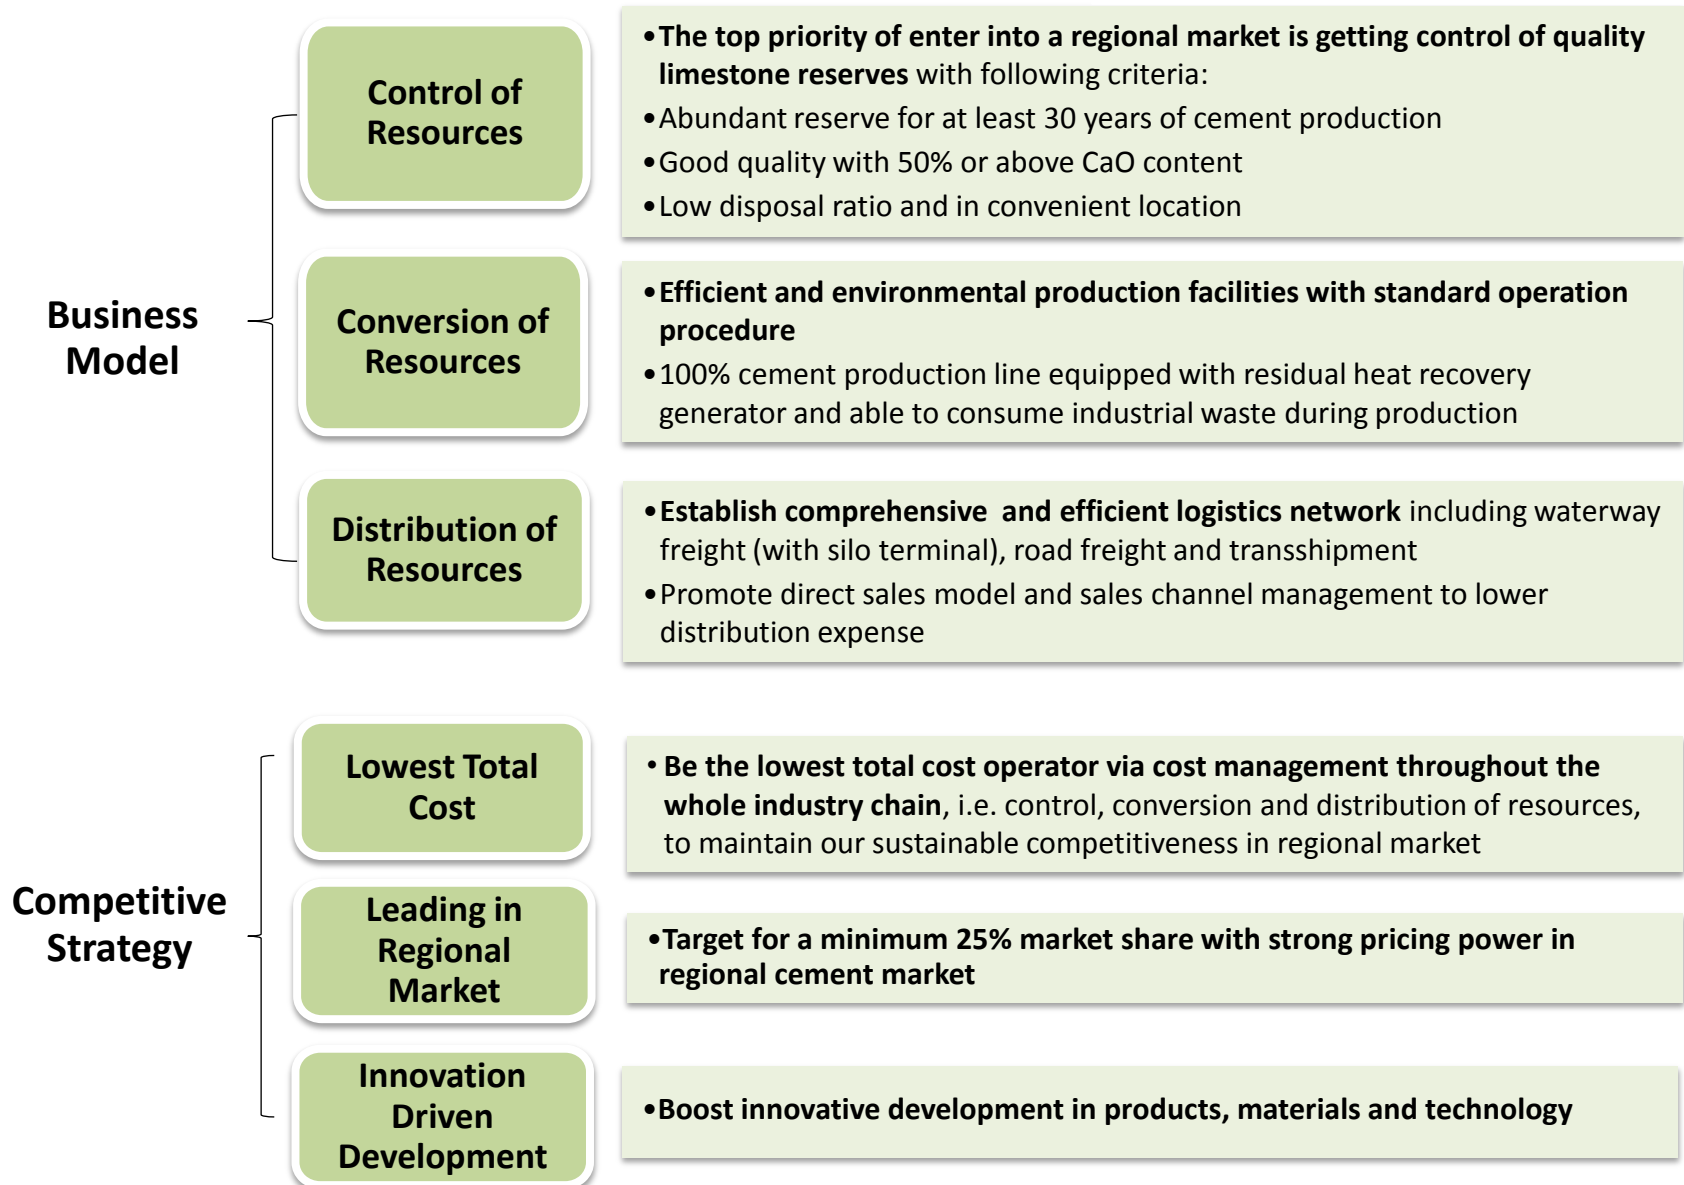 Business
Model
Control of
Resources
•The top priority of enter into a regional market is getting control of quality
limestone reserves with following criteria:
•Abundant reserve for at least 30 years of cement production
•Good quality with 50% or above CaO content
•Low disposal ratio and in convenient location
Conversion of
Resources
•Efficient and environmental production facilities with standard operation
procedure
•100% cement production line equipped with residual heat recovery
generator and able to consume industrial waste during production
Distribution of
Resources
•Establish comprehensive  and efficient logistics network including waterway
freight (with silo terminal), road freight and transshipment
•Promote direct sales model and sales channel management to lower
distribution expense
Competitive
Strategy
Lowest Total
Cost
• Be the lowest total cost operator via cost management throughout the
whole industry chain, i.e. control, conversion and distribution of resources,
to maintain our sustainable competitiveness in regional market
Leading in
Regional
Market
•Target for a minimum 25% market share with strong pricing power in
regional cement market
Innovation
Driven
Development
•Boost innovative development in products, materials and technology